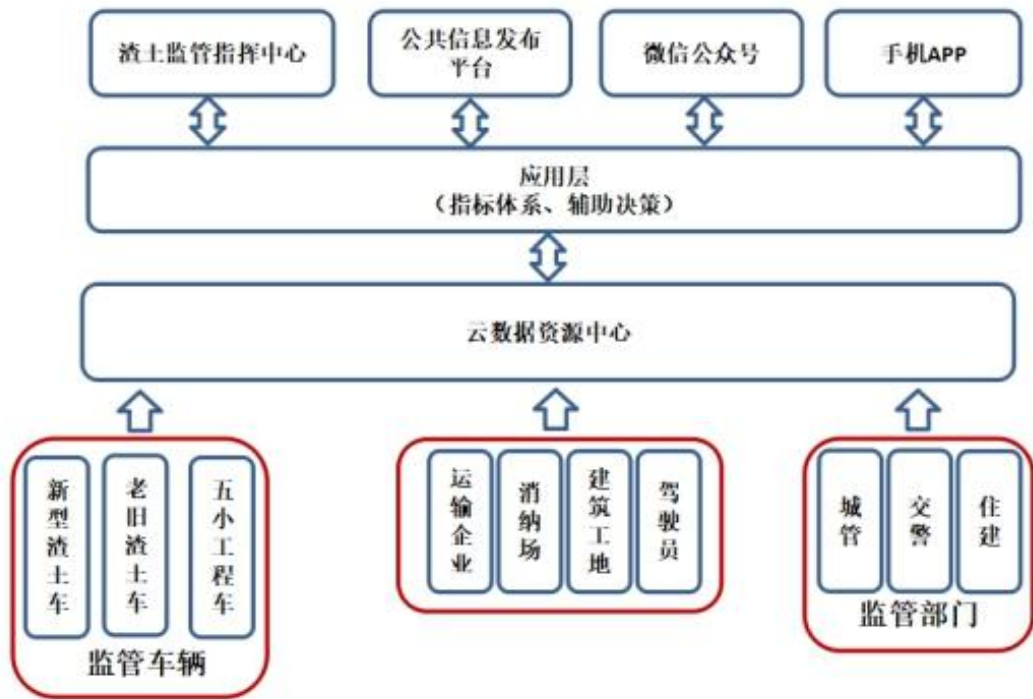 渣土监管指挥中心
公共信息发布
平台
微信公众号
手机APP
应用层
（指标体系、辅助决策）
云数据资源中心
新型渣土车
老旧渣土车
五小工程车
监管车辆
运输企业
消纳场
建筑工地
驾驶员
城管
交警
住建
监管部门